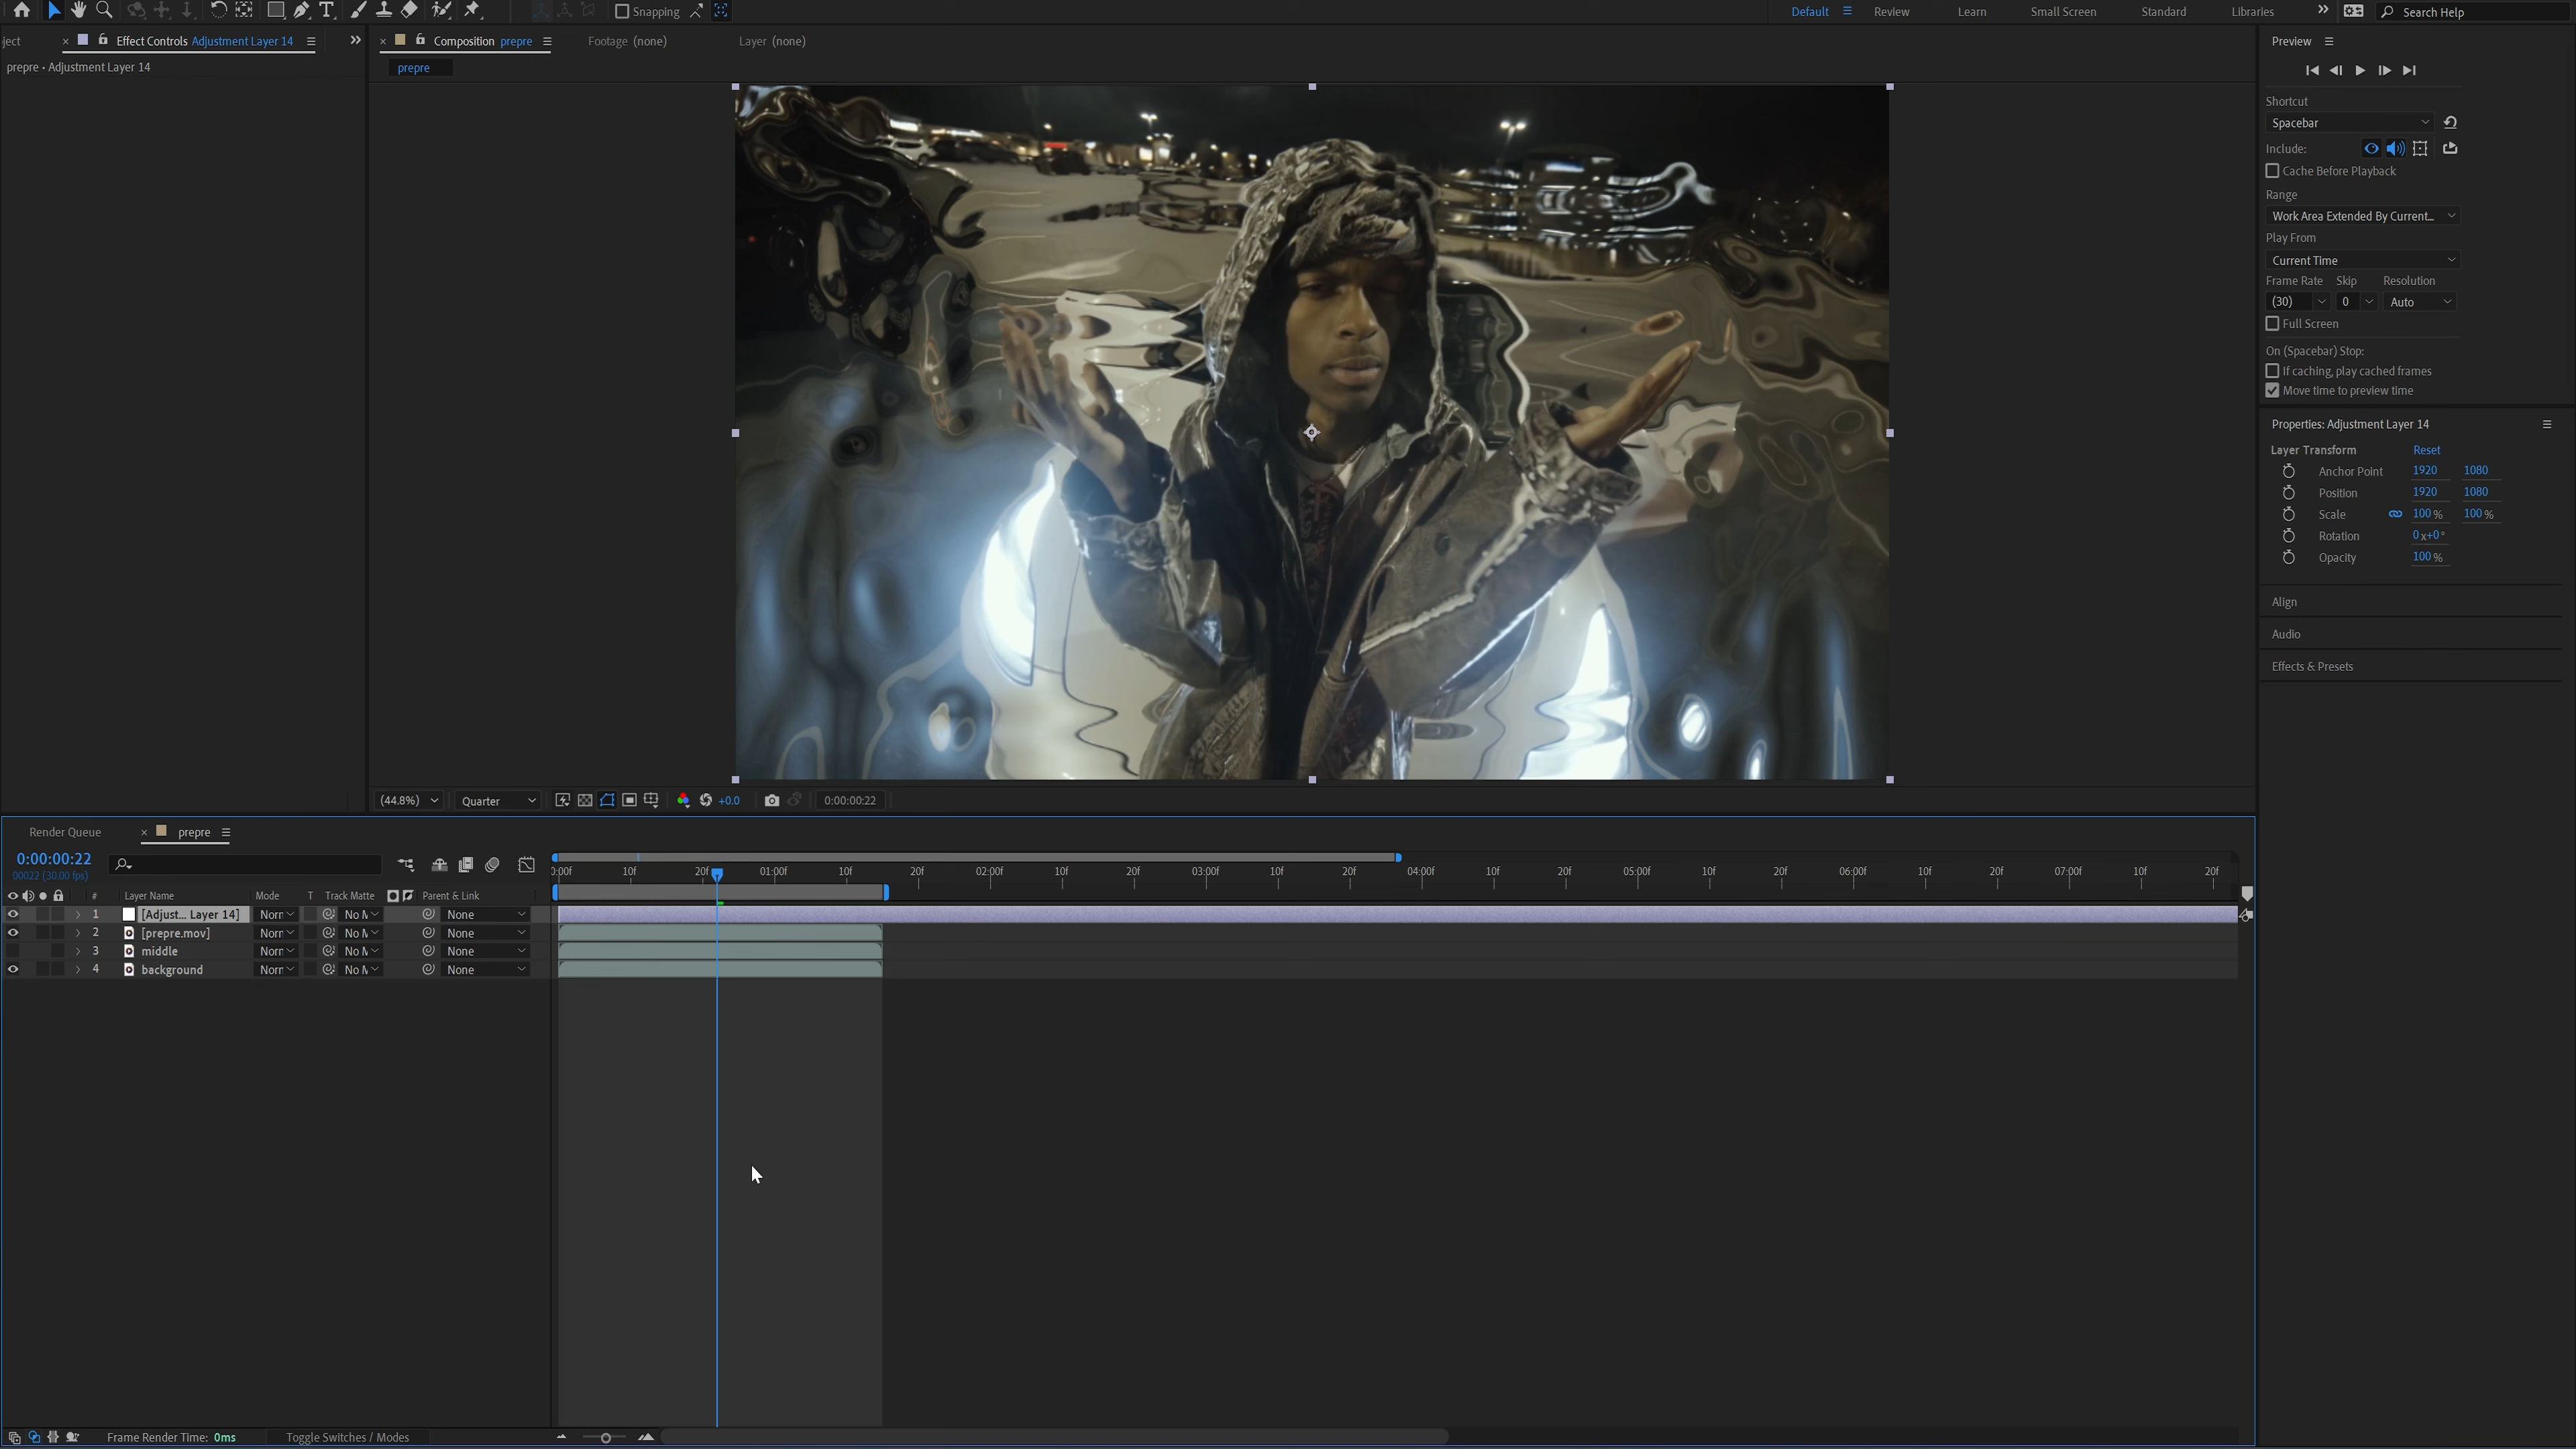 Snapping
Default
Review
Learn
Small Screen
Standard
Libraries
Search Help
ject
Effect Controls Adjustment Layer 14
Composition prepre
Footage (none)
Layer (none)
Preview
prepre • Adjustment Layer 14
prepre
Shortcut
Spacebar
Include:
Cache Before Playback
Range
Work Area Extended By Current...
Play From
Current Time
Frame Rate Skip Resolution
(30) 0 Auto
Full Screen
On (Spacebar) Stop:
If caching, play cached frames
Move time to preview time
Properties: Adjustment Layer 14
Layer Transform Reset
Anchor Point 1920 1080
Position 1920 1080
Scale 100 % 100 %
Rotation 0x+0°
Opacity 100 %
Align
Audio
Effects & Presets
(44.8%) Quarter +0.0 0:00:00:22
Render Queue prepre
0:00:00:22
00022 (30.00 fps)
0:00f 10f 20f 01:00f 10f 20f 02:00f 10f 20f 03:00f 10f 20f 04:00f 10f 20f 05:00f 10f 20f 06:00f 10f 20f 07:00f 10f 20f
# Layer Name Mode T Track Matte Parent & Link
1 [Adjust... Layer 14] Norr No M None
2 [prepre.mov] Norr No M None
3 middle Norr No M None
4 background Norr No M None
Frame Render Time: 0ms Toggle Switches / Modes